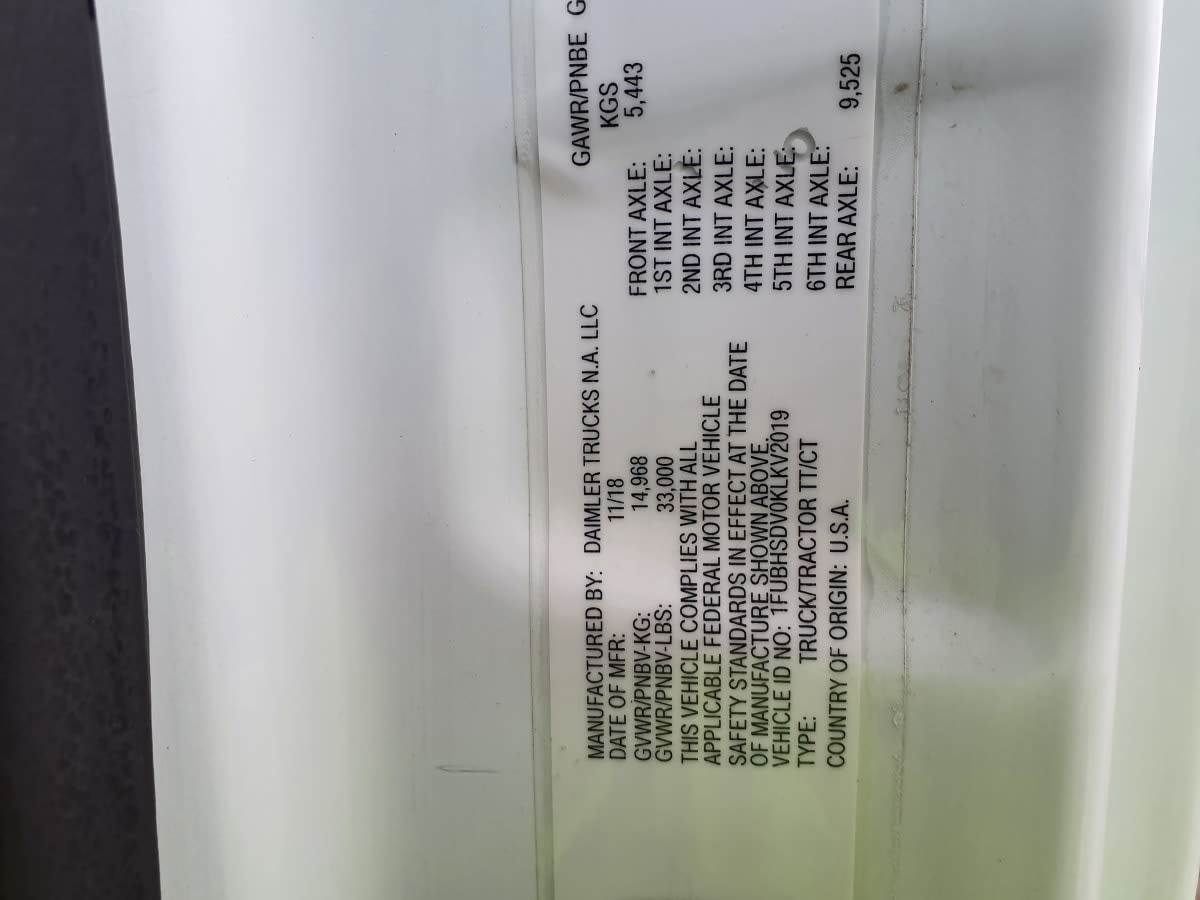 MANUFACTURED BY: DAIMLER TRUCKS N.A. LLC
DATE OF MFR: 11/18
GVWR/PNBV-KG: 14,968
GVWR/PNBV-LBS: 33,000
THIS VEHICLE COMPLIES WITH ALL
APPLICABLE FEDERAL MOTOR VEHICLE
SAFETY STANDARDS IN EFFECT AT THE DATE
OF MANUFACTURE SHOWN ABOVE.
VEHICLE ID NO: 1FUBHSDV0KLKV2019
TYPE: TRUCK/TRACTOR TT/CT
COUNTRY OF ORIGIN: U.S.A.
GAWR/PNBE G
KGS
FRONT AXLE: 5,443
1ST INT AXLE:
2ND INT AXLE:
3RD INT AXLE:
4TH INT AXLE:
5TH INT AXLE:
6TH INT AXLE:
REAR AXLE: 9,525